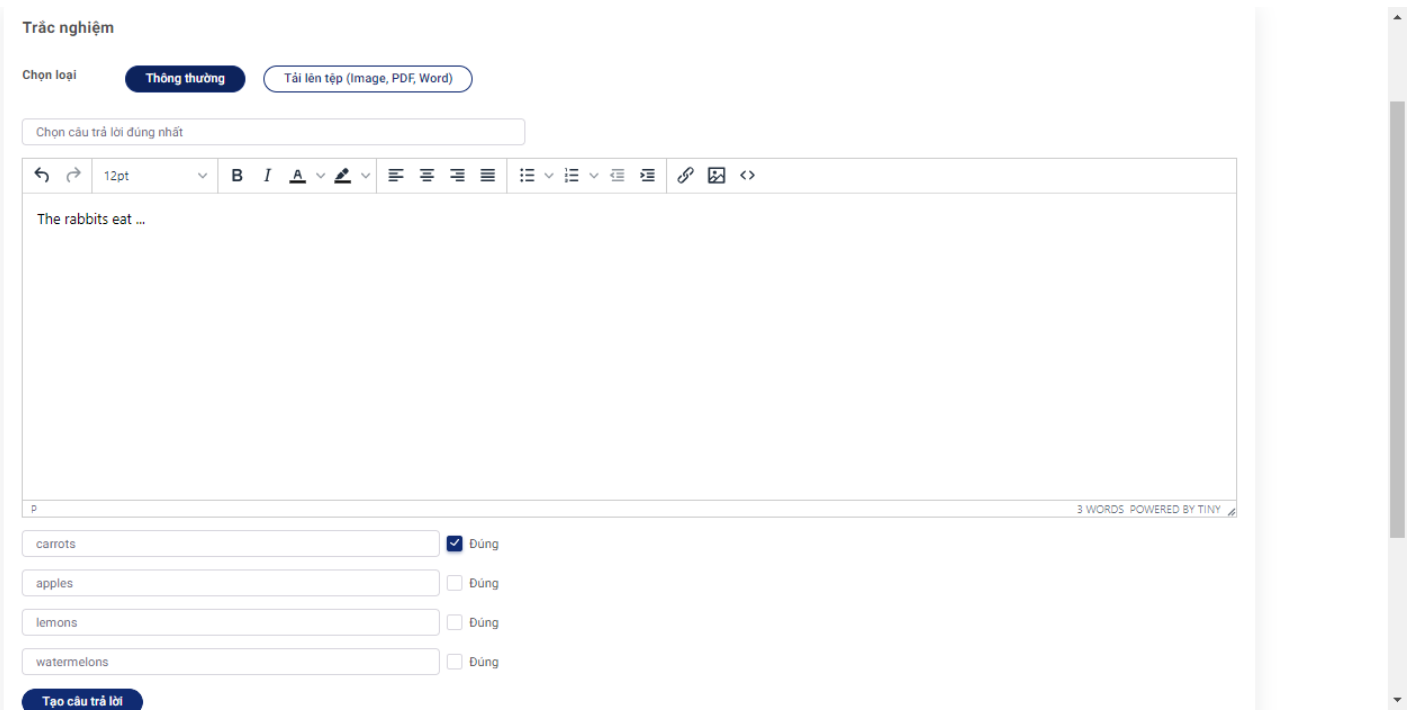 Trắc nghiệm
Chọn loại
Thông thường
Tải lên tệp (Image, PDF, Word)
Chọn câu trả lời đúng nhất
12pt
B I A
The rabbits eat ...
P
3 WORDS POWERED BY TINY
carrots
Đúng
apples
Đúng
lemons
Đúng
watermelons
Đúng
Tạo câu trả lời